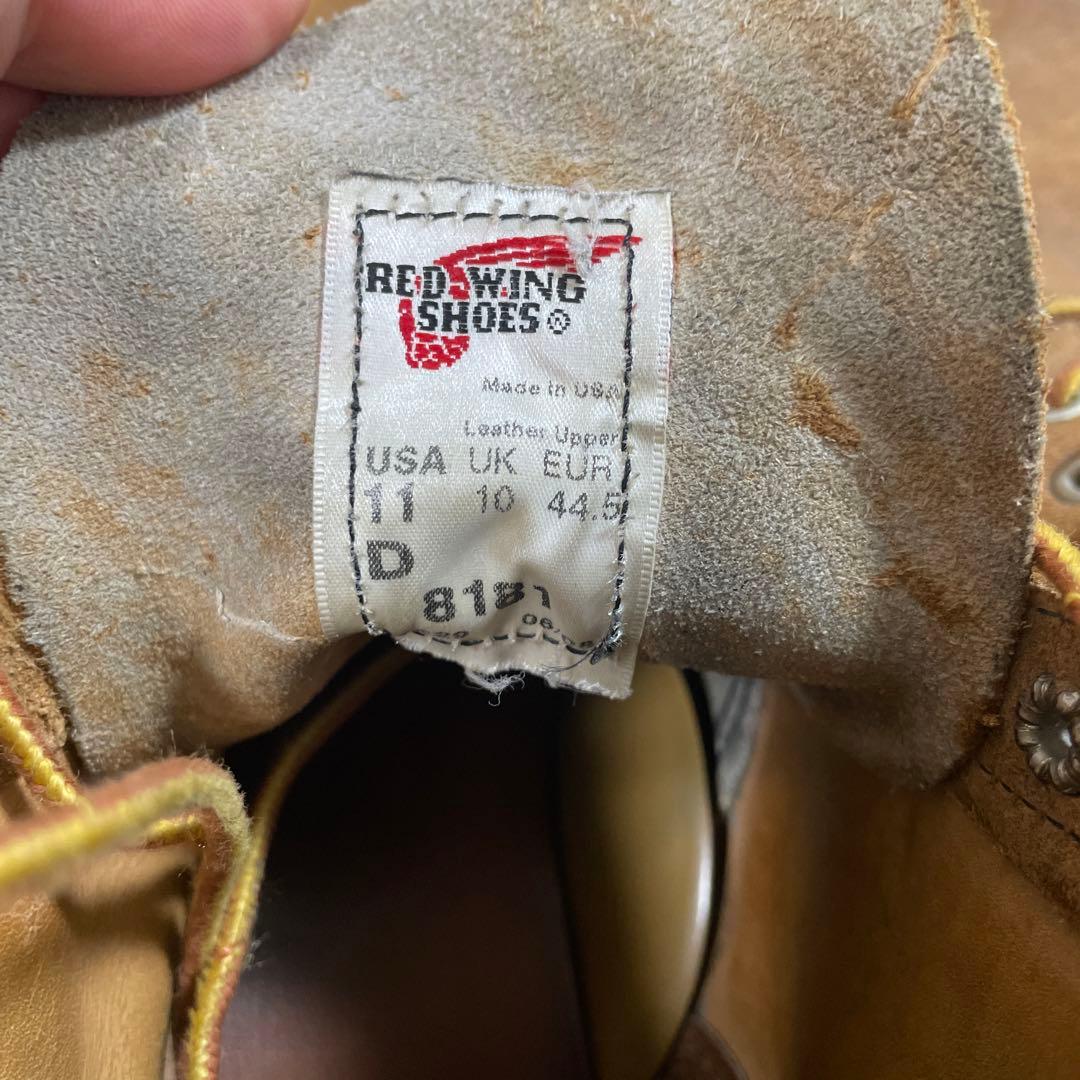 RED WING
SHOES ®
Made in USA
Leather Upper
USA UK EUR
11 10 44.5
D
8181